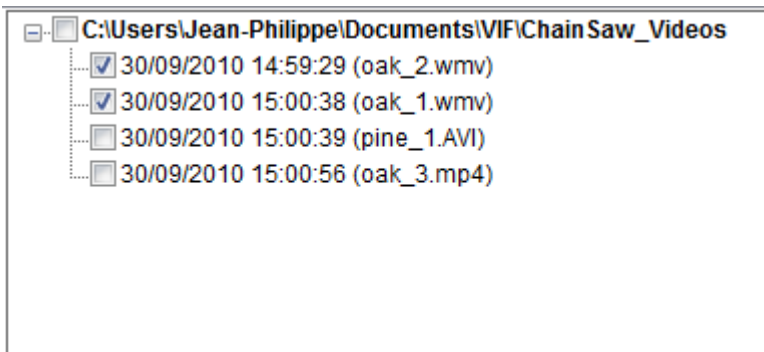 C:\Users\Jean-Philippe\Documents\VIF\ChainSaw_Videos
30/09/2010 14:59:29 (oak_2.wmv)
30/09/2010 15:00:38 (oak_1.wmv)
30/09/2010 15:00:39 (pine_1.AVI)
30/09/2010 15:00:56 (oak_3.mp4)